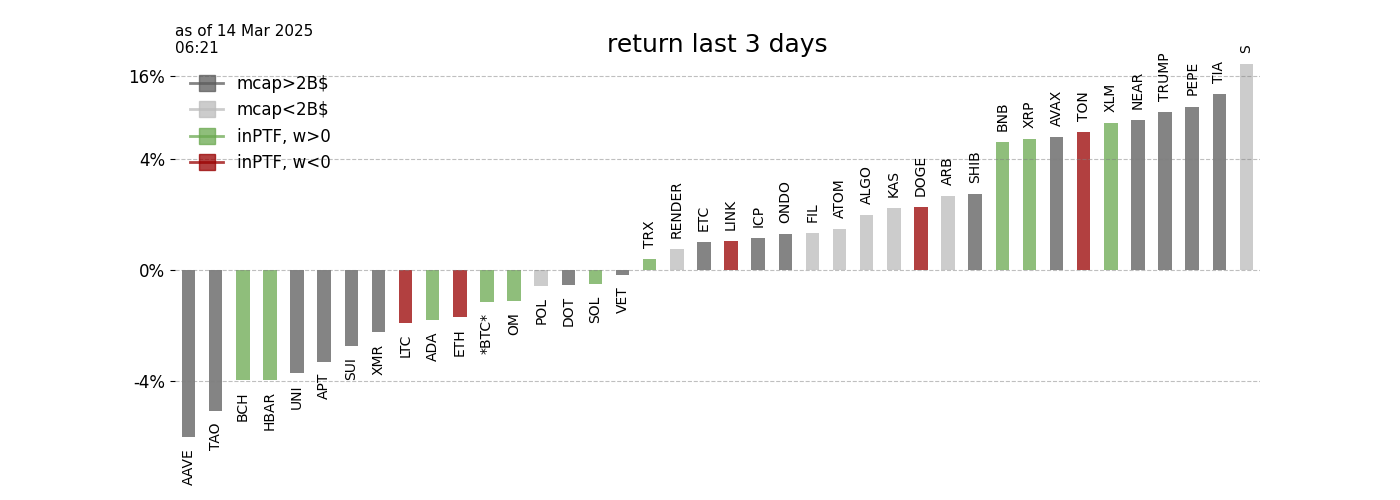 as of 14 Mar 2025
06:21
return last 3 days
mcap>2B$
mcap<2B$
inPTF, w>0
inPTF, w<0
16%
4%
0%
-4%
AAVE
TAO
BCH
HBAR
UNI
APT
SUI
XMR
LTC
ADA
ETH
*BTC*
OM
POL
DOT
SOL
VET
TRX
RENDER
ETC
LINK
ICP
ONDO
FIL
ATOM
ALGO
KAS
DOGE
ARB
SHIB
BNB
XRP
AVAX
TON
XLM
NEAR
TRUMP
PEPE
TIA
S